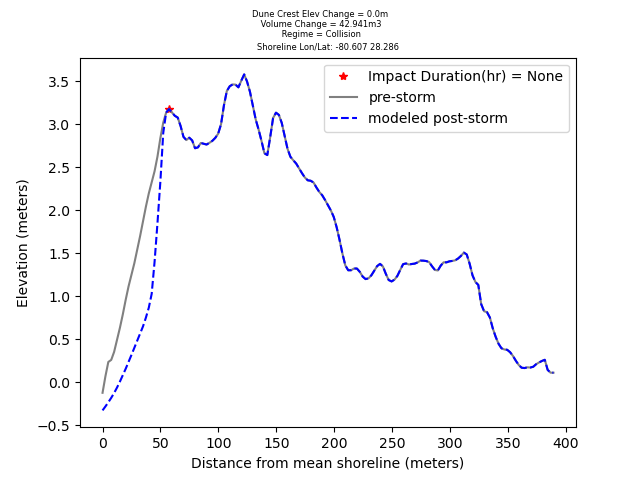 Dune Crest Elev Change = 0.0m
Volume Change = 42.941m3
Regime = Collision
Shoreline Lon/Lat: -80.607 28.286
Impact Duration(hr) = None
pre-storm
modeled post-storm
Elevation (meters)
3.5
3.0
2.5
2.0
1.5
1.0
0.5
0.0
−0.5
0 50 100 150 200 250 300 350 400
Distance from mean shoreline (meters)